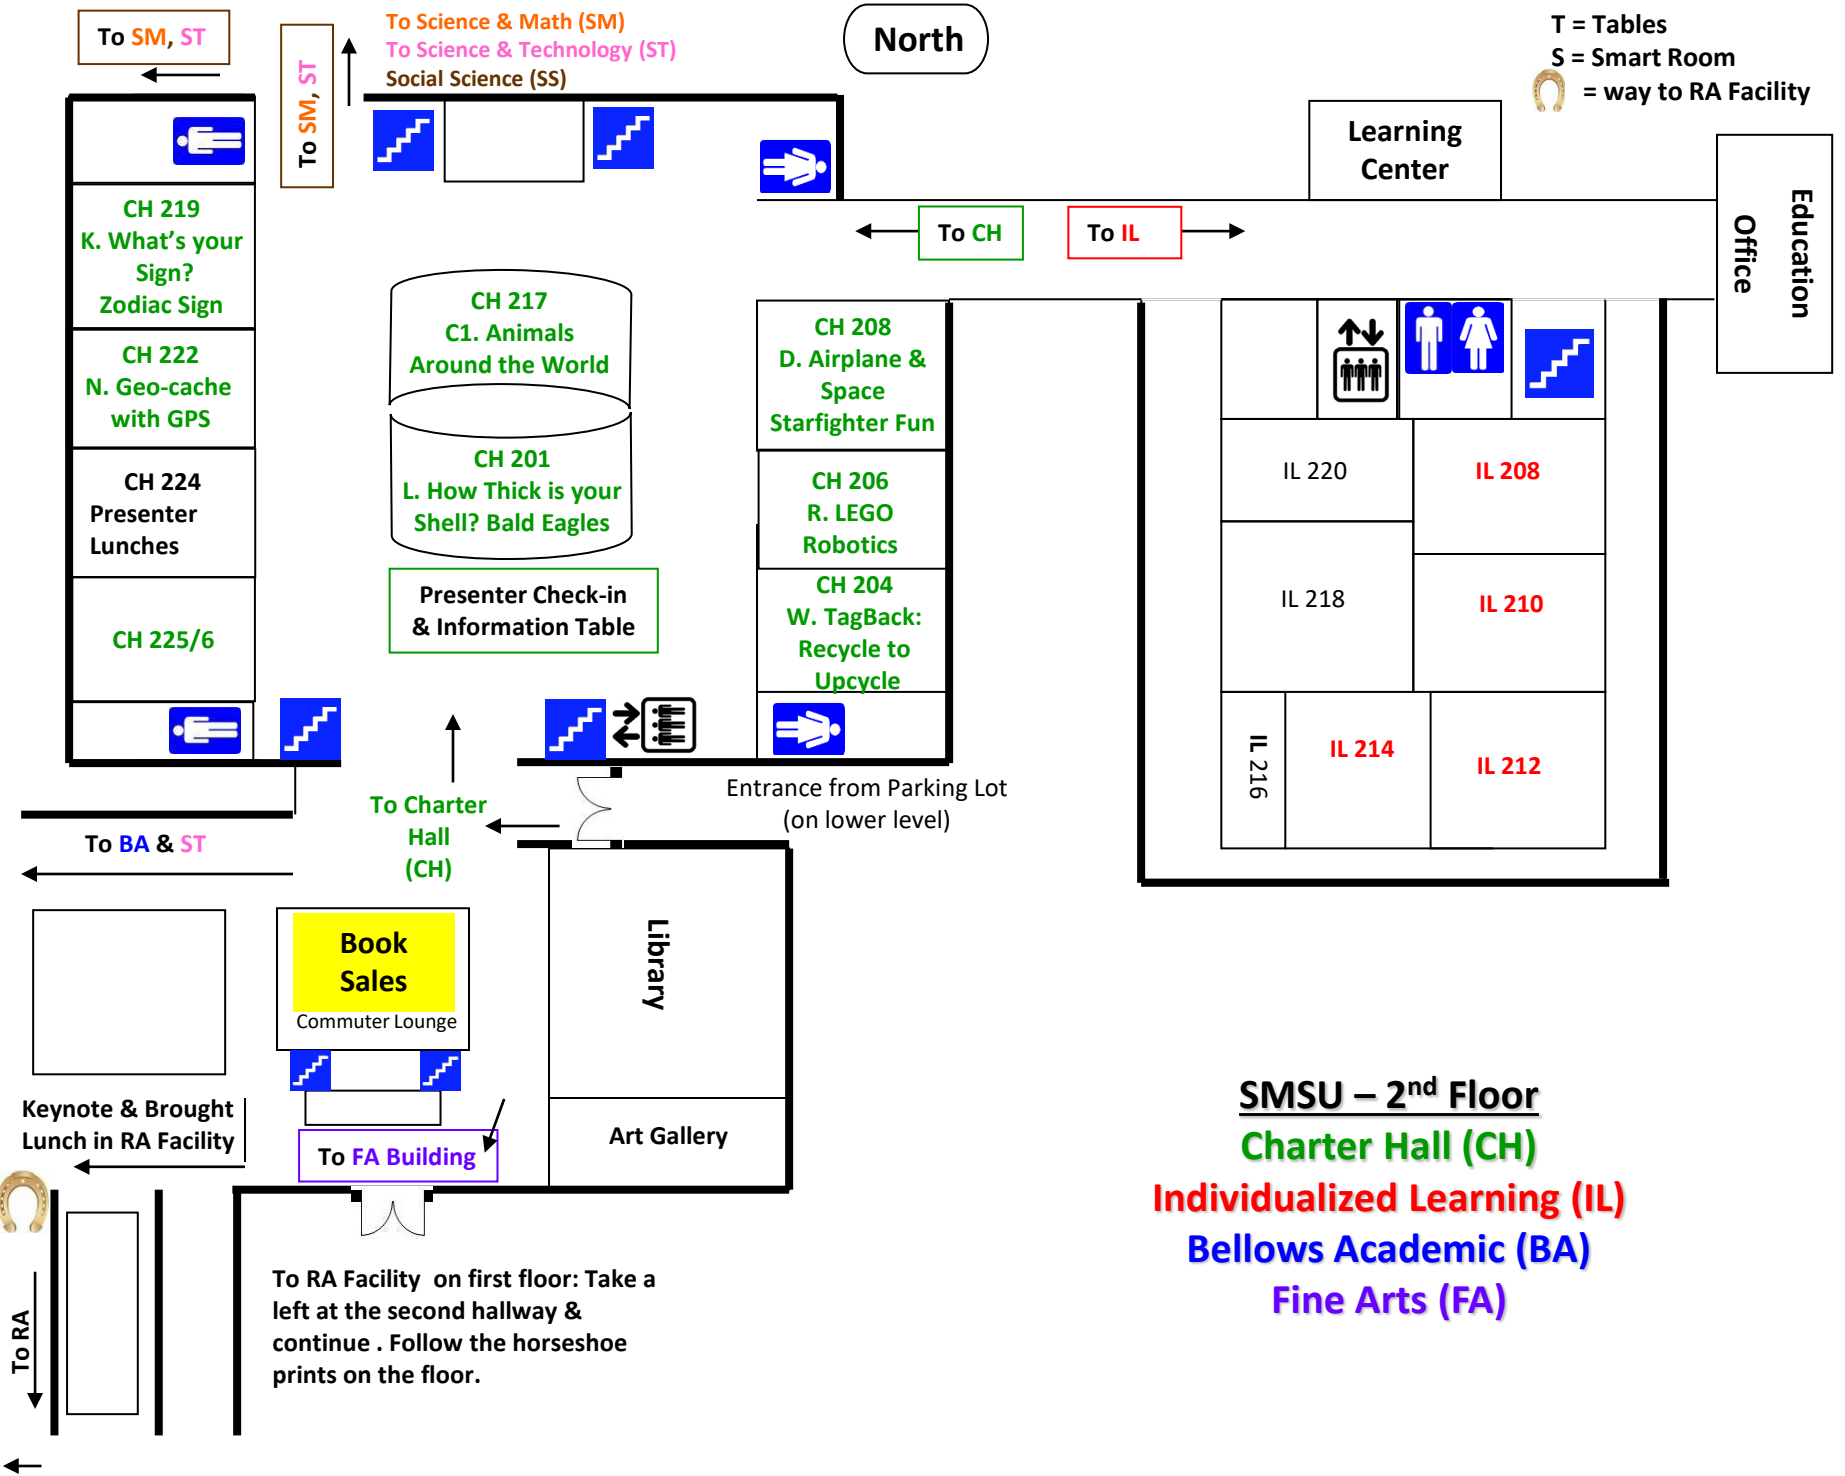 To SM, ST
To SM, ST
To Science & Math (SM)
To Science & Technology (ST)
Social Science (SS)
North
T = Tables
S = Smart Room
= way to RA Facility
Learning
Center
Education
Office
To CH
To IL
CH 219
K. What's your
Sign?
Zodiac Sign
CH 222
N. Geo-cache
with GPS
CH 224
Presenter
Lunches
CH 225/6
CH 217
C1. Animals
Around the World
CH 201
L. How Thick is your
Shell? Bald Eagles
Presenter Check-in
& Information Table
CH 208
D. Airplane &
Space
Starfighter Fun
CH 206
R. LEGO
Robotics
CH 204
W. TagBack:
Recycle to
Upcycle
IL 220
IL 208
IL 218
IL 210
IL 216
IL 214
IL 212
To Charter
Hall
(CH)
Entrance from Parking Lot
(on lower level)
To BA & ST
Book
Sales
Commuter Lounge
Library
Art Gallery
Keynote & Brought
Lunch in RA Facility
To FA Building
To RA
To RA Facility  on first floor: Take a
left at the second hallway &
continue . Follow the horseshoe
prints on the floor.
SMSU – 2nd Floor
Charter Hall (CH)
Individualized Learning (IL)
Bellows Academic (BA)
Fine Arts (FA)